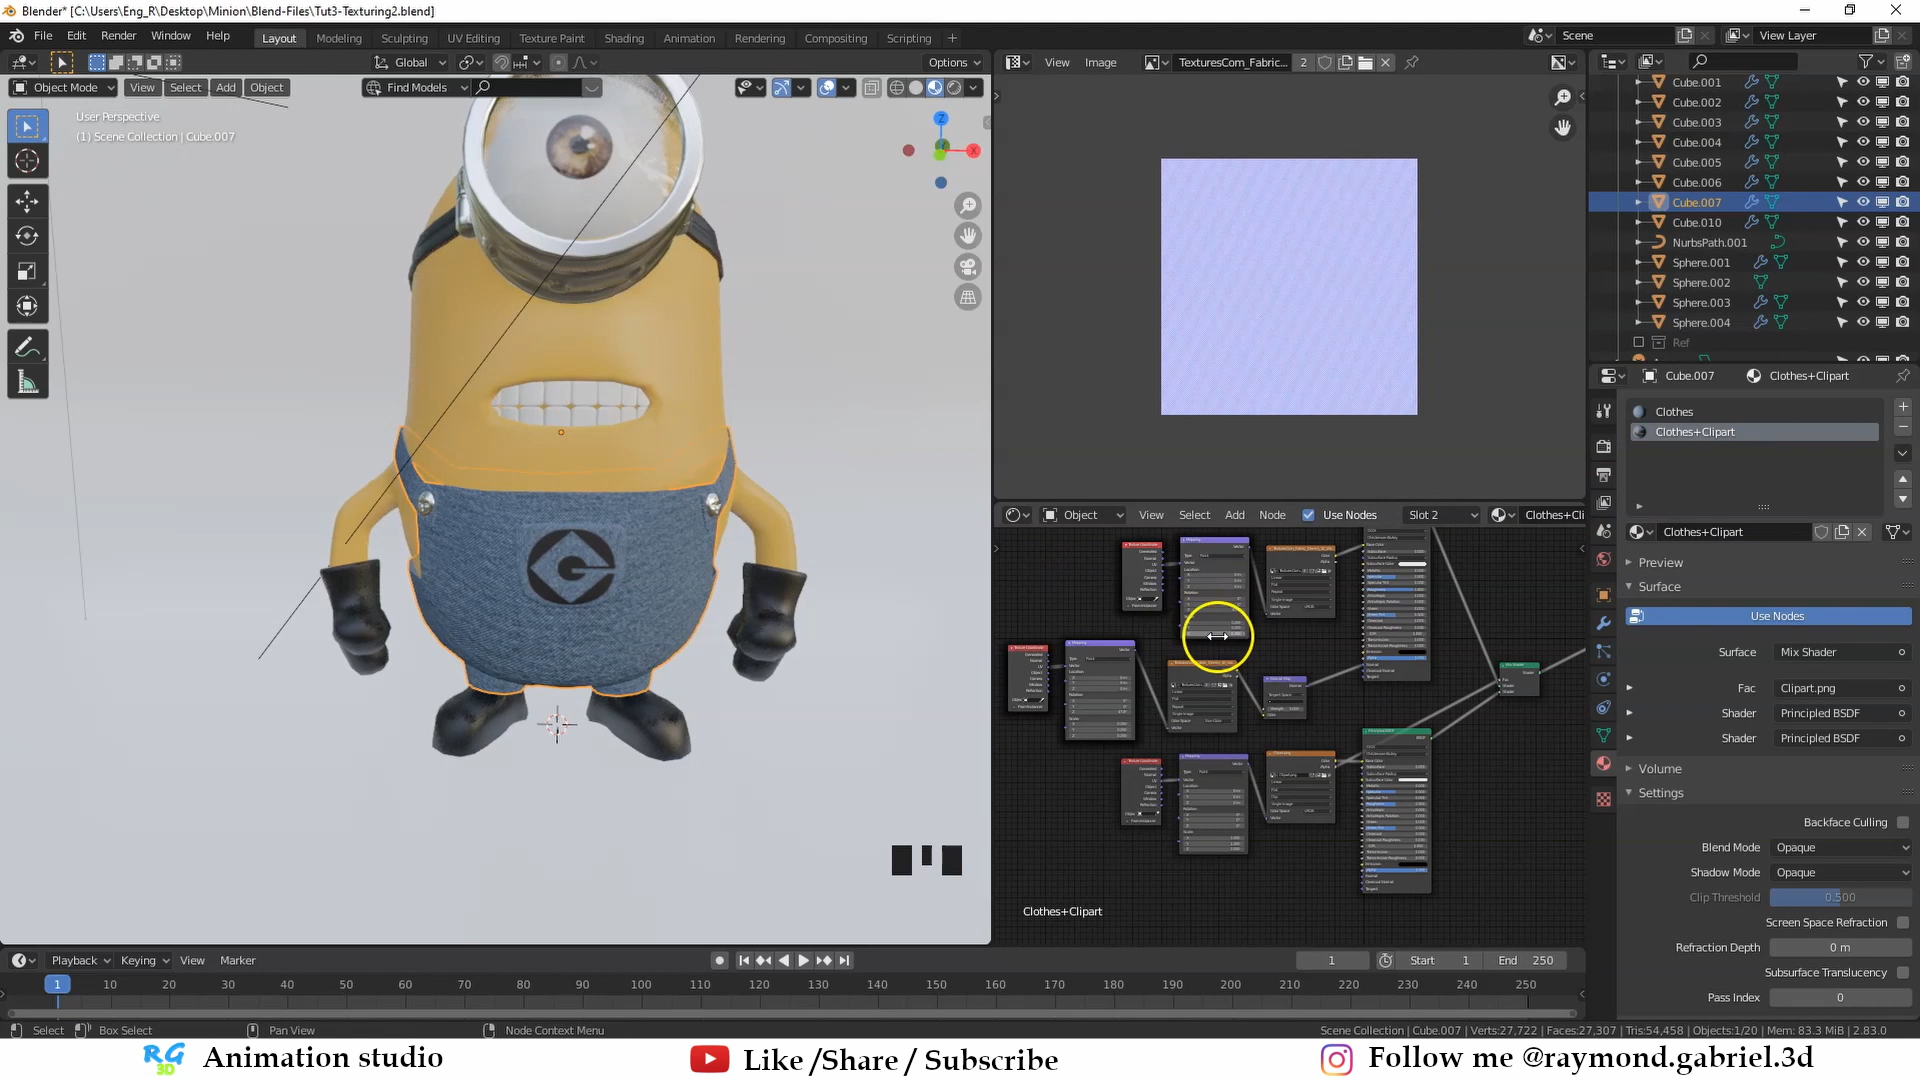 Blender* [C:\Users\Eng_R\Desktop\Minion\Blend-Files\Tut3-Texturing2.blend]
File Edit Render Window Help Layout Modeling Sculpting UV Editing Texture Paint Shading Animation Rendering Compositing Scripting + Scene View Layer
Global Options View Image TexturesCom_Fabric... 2
Object Mode View Select Add Object Find Models
User Perspective
(1) Scene Collection | Cube.007
Z
X
Cube.001
Cube.002
Cube.003
Cube.004
Cube.005
Cube.006
Cube.007
Cube.010
NurbsPath.001
Sphere.001
Sphere.002
Sphere.003
Sphere.004
Ref
Cube.007 Clothes+Clipart
Clothes
Clothes+Clipart
Object View Select Add Node Use Nodes Slot 2 Clothes+Cli
Clothes+Clipart
Preview
Surface
Use Nodes
Surface Mix Shader
Fac Clipart.png
Shader Principled BSDF
Shader Principled BSDF
Volume
Settings
Backface Culling
Blend Mode Opaque
Shadow Mode Opaque
Clip Threshold 0.500
Screen Space Refraction
Refraction Depth 0 m
Subsurface Translucency
Pass Index 0
Clothes+Clipart
Playback Keying View Marker 1 Start 1 End 250
1 10 20 30 40 50 60 70 80 90 100 110 120 130 140 150 160 170 180 190 200 210 220 230 240 250
Select Box Select Pan View Node Context Menu Scene Collection | Cube.007 | Verts:27,722 | Faces:27,307 | Tris:54,458 | Objects:1/20 | Mem: 83.3 MiB | 2.83.0
RG 3D Animation studio Like /Share / Subscribe Follow me @raymond.gabriel.3d